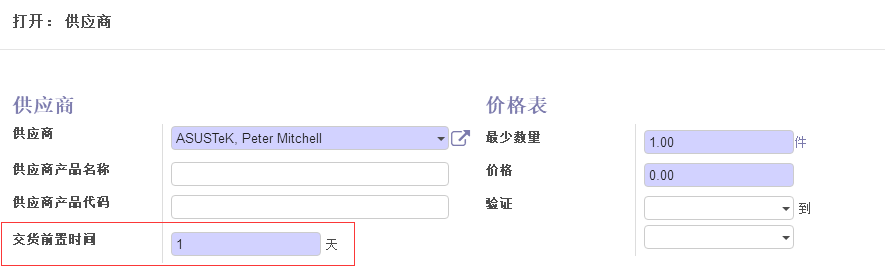 打开： 供应商
供应商
供应商 ASUSTeK, Peter Mitchell
供应商产品名称
供应商产品代码
交货前置时间 1 天
价格表
最少数量 1.00 件
价格 0.00
验证 到